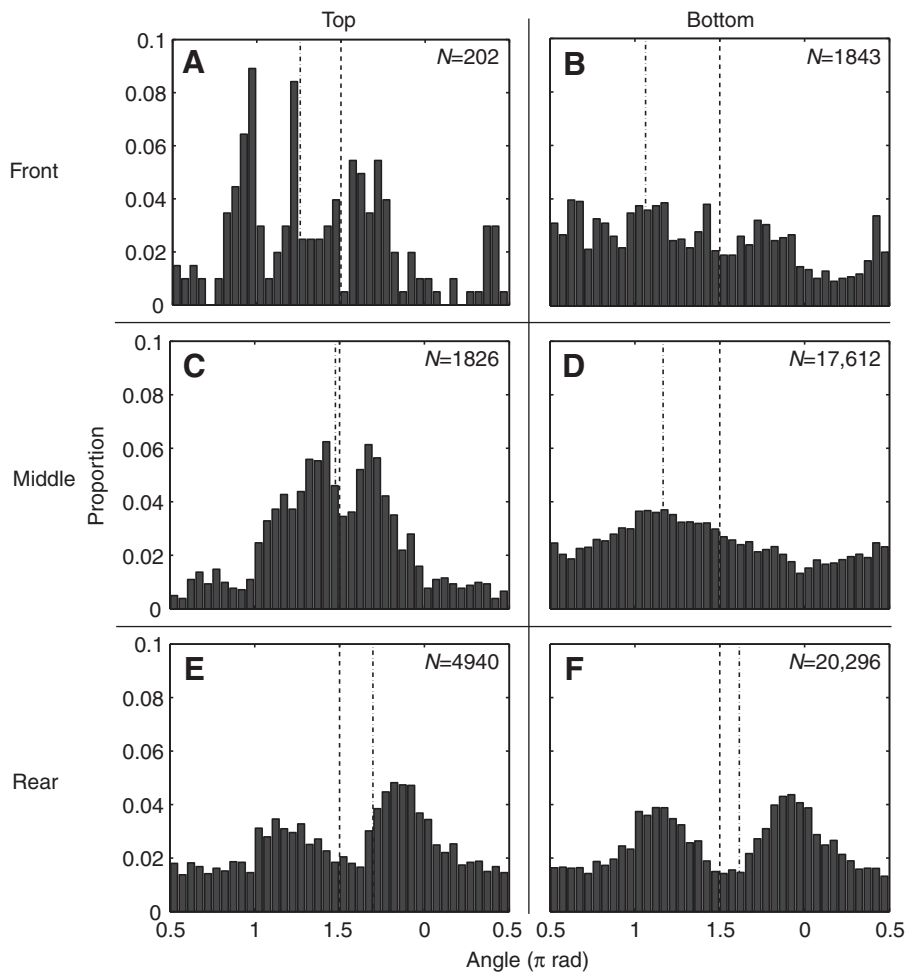 Top Bottom
Front
0.1
0.08
0.06
0.04
0.02
0
A N=202
B N=1843
Middle
Proportion
0.1
0.08
0.06
0.04
0.02
0
C N=1826
D N=17,612
Rear
0.1
0.08
0.06
0.04
0.02
0
E N=4940
F N=20,296
0.5 1 1.5 0 0.5
0.5 1 1.5 0 0.5
Angle (π rad)